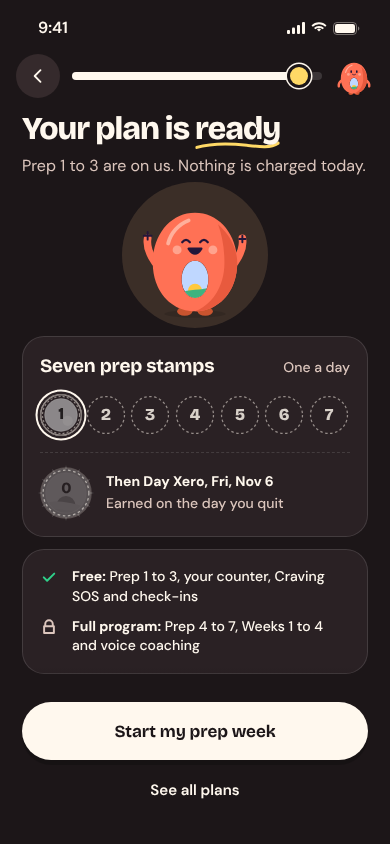 9:41
Your plan is ready
Prep 1 to 3 are on us. Nothing is charged today.
Seven prep stamps
One a day
1 2 3 4 5 6 7
0
Then Day Xero, Fri, Nov 6
Earned on the day you quit
Free: Prep 1 to 3, your counter, Craving
SOS and check-ins
Full program: Prep 4 to 7, Weeks 1 to 4
and voice coaching
Start my prep week
See all plans